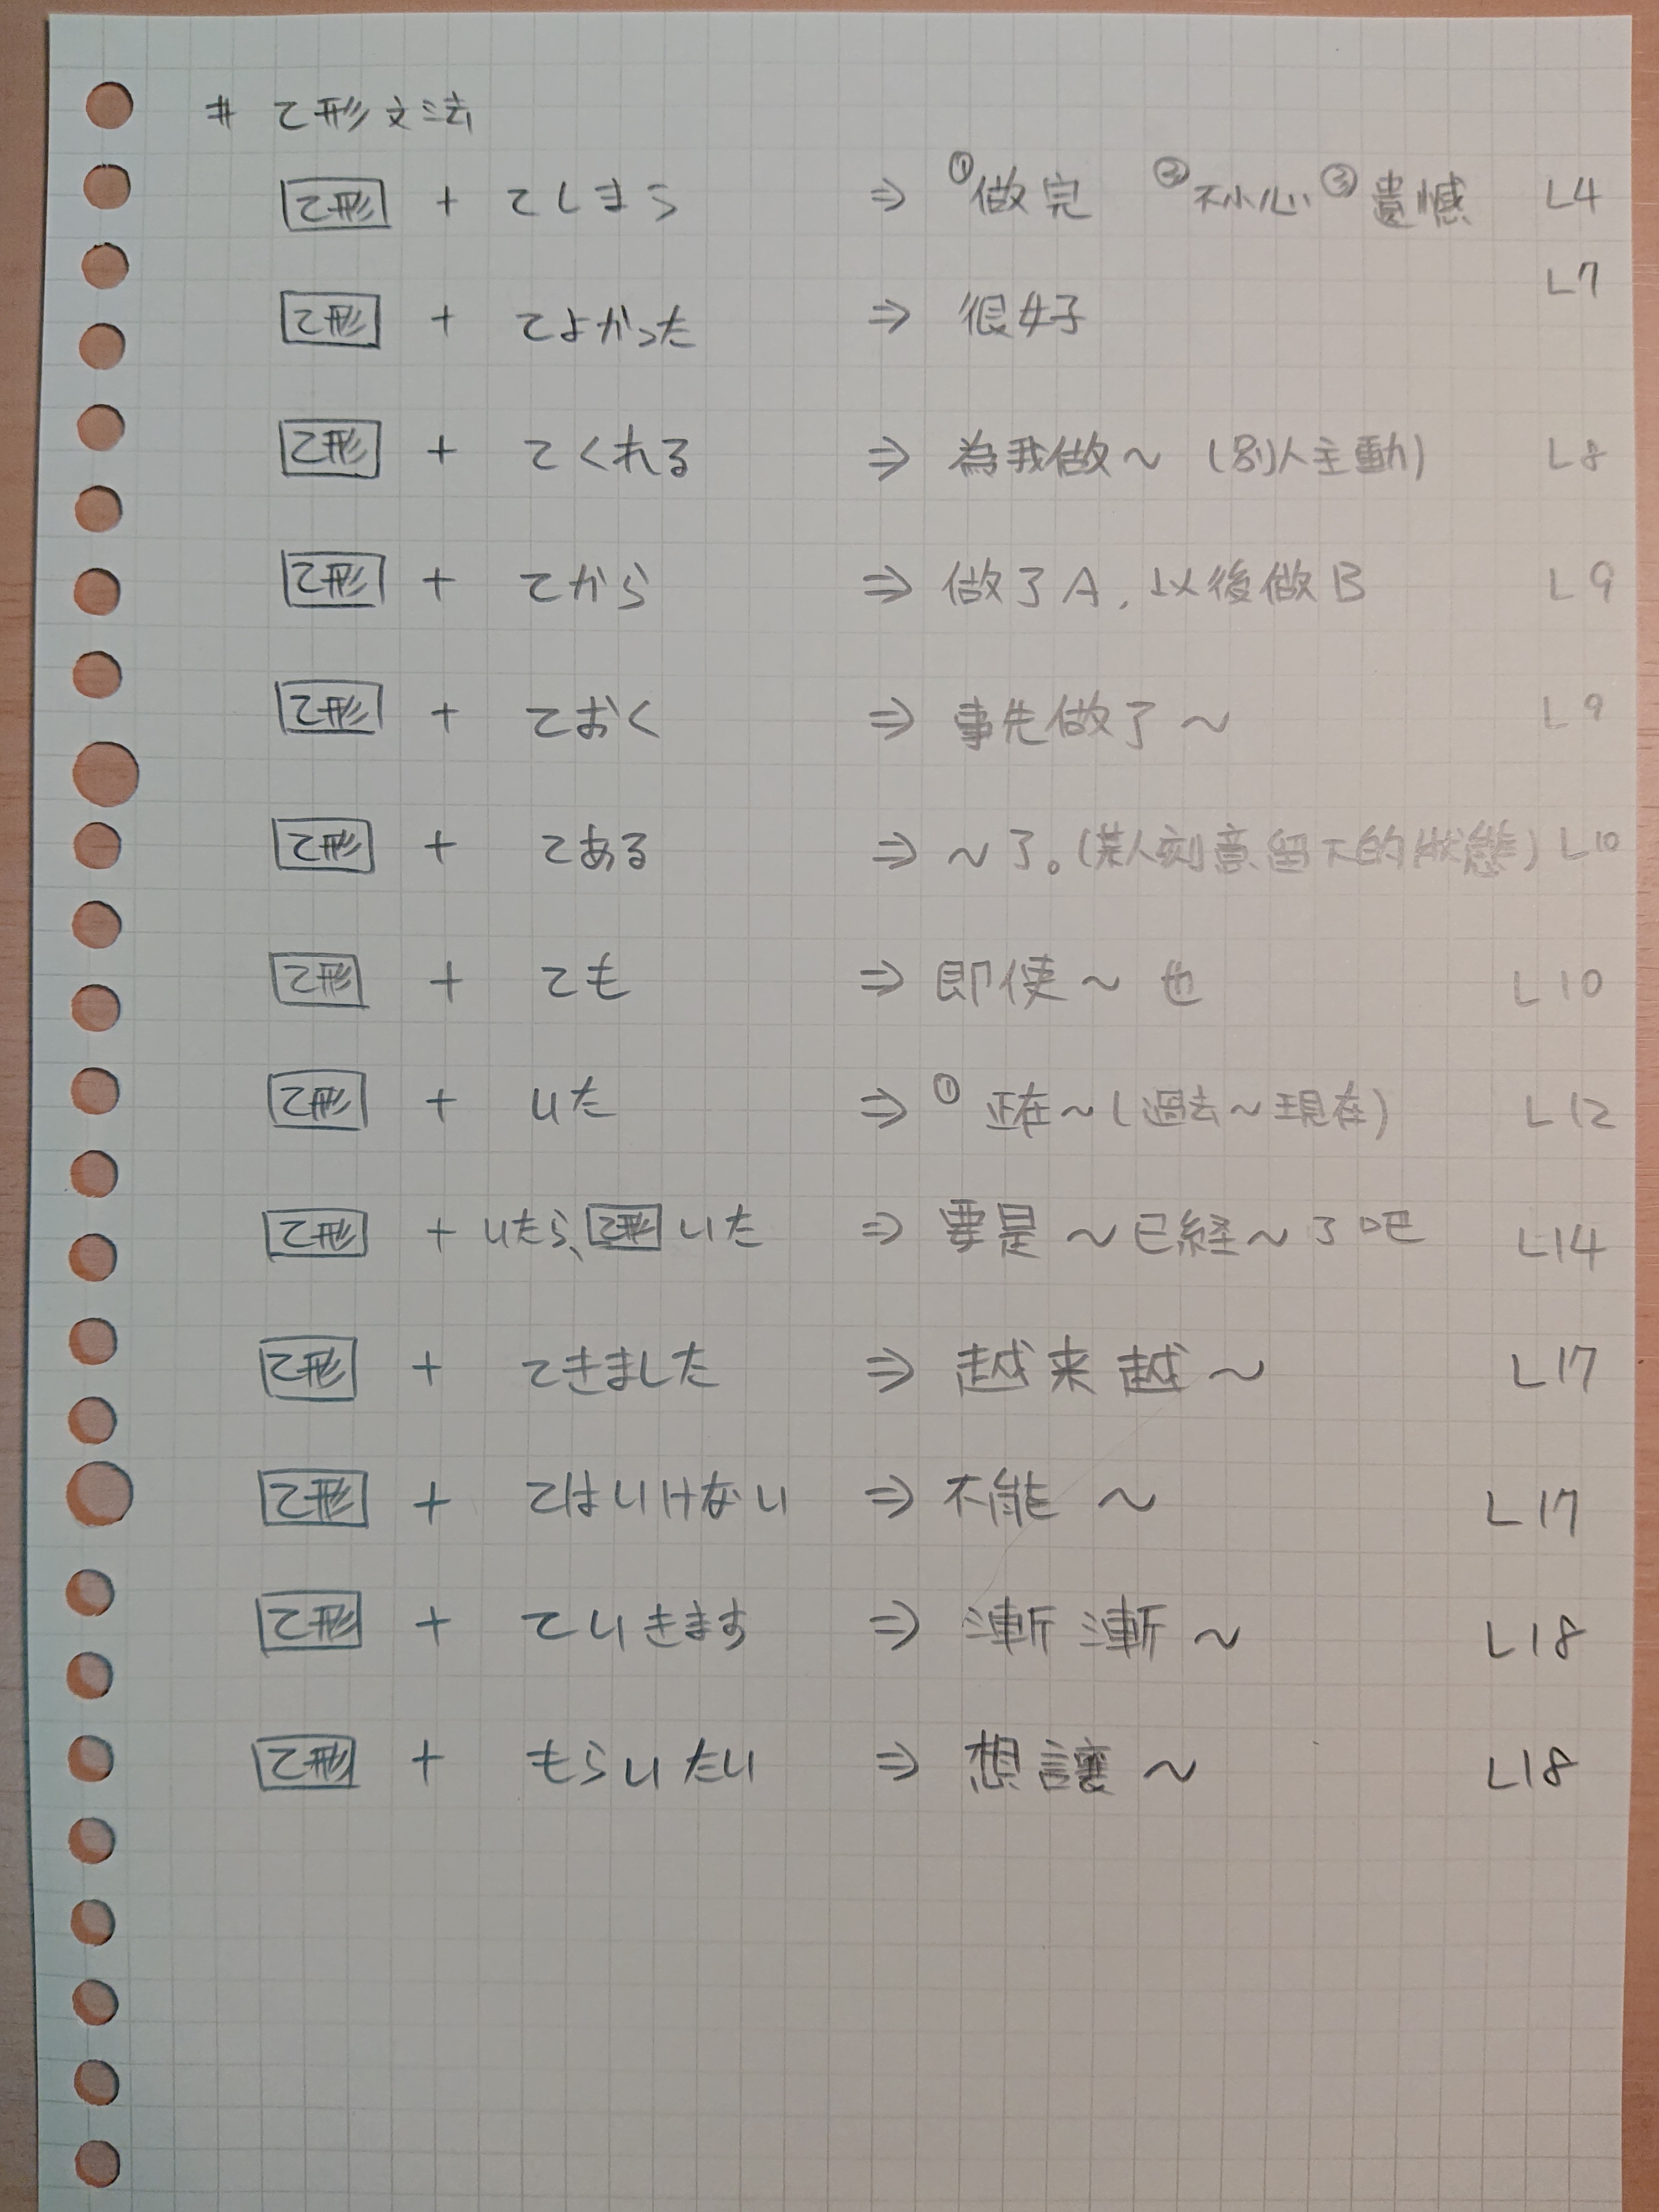 # て形文法
て形 + てしまう ⇒ ①做完 ②不小心 ③遺憾 L4
て形 + てよかった ⇒ 很好 L7
て形 + てくれる ⇒ 為我做～(別人主動) L8
て形 + てから ⇒ 做了A，以後做B L9
て形 + ておく ⇒ 事先做了～ L9
て形 + てある ⇒ ～了。(某人刻意留下的狀態) L10
て形 + ても ⇒ 即使～也 L10
て形 + いた ⇒ ①正在～(過去～現在) L12
て形 + いたら、て形いた ⇒ 要是～已経～了吧 L14
て形 + てきました ⇒ 越来越～ L17
て形 + てはいけない ⇒ 不能～ L17
て形 + ていきます ⇒ 漸漸～ L18
て形 + もらいたい ⇒ 想讓～ L18